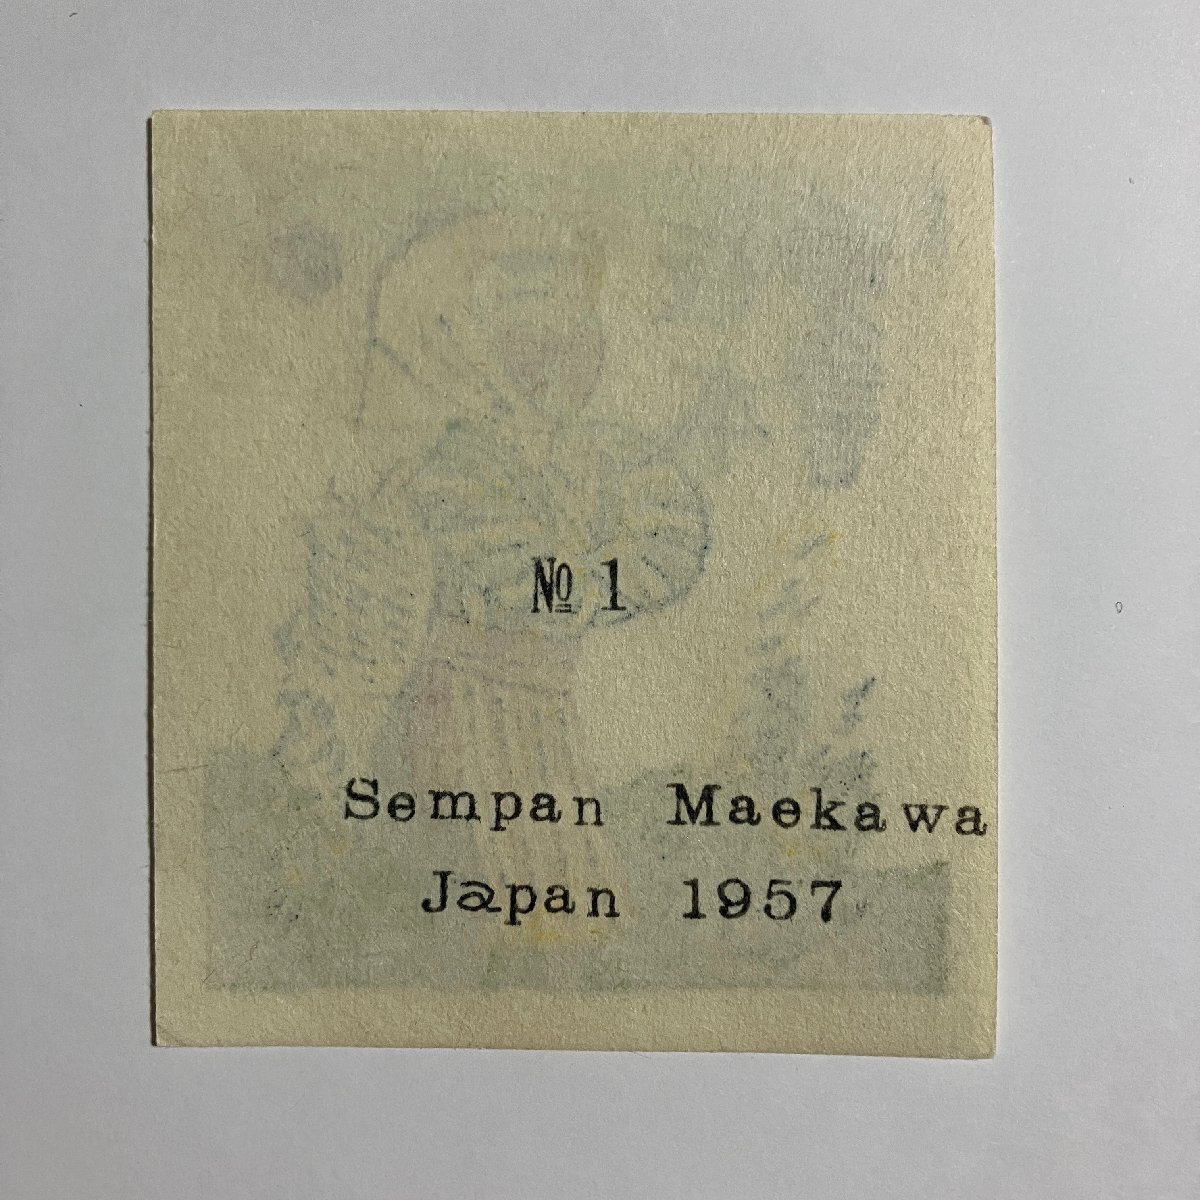 № 1
Sempan Maekawa
Japan 1957